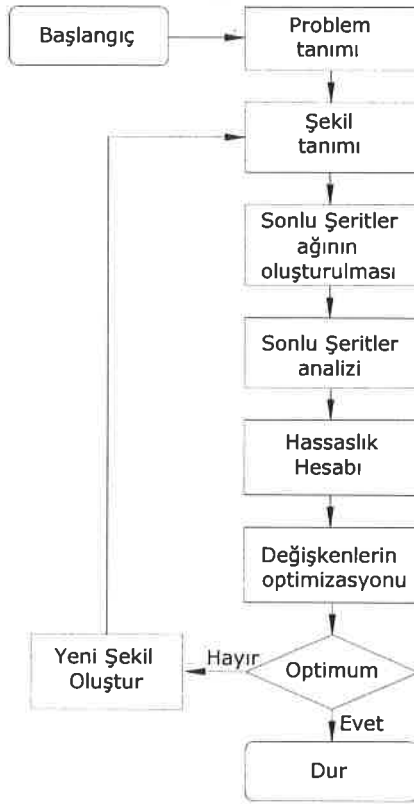 Başlangıç
Problem
tanımı
Şekil
tanımı
Sonlu Şeritler
ağının
oluşturulması
Sonlu Şeritler
analizi
Hassaslık
Hesabı
Değişkenlerin
optimizasyonu
Optimum
Hayır
Yeni Şekil
Oluştur
Evet
Dur